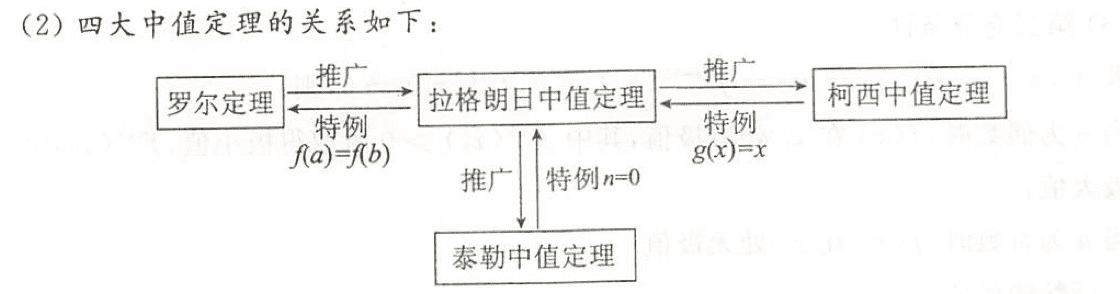 (2) 四大中值定理的关系如下：
推广 推广
罗尔定理 拉格朗日中值定理 柯西中值定理
特例 特例
f(a)=f(b) g(x)=x
推广 特例n=0
泰勒中值定理